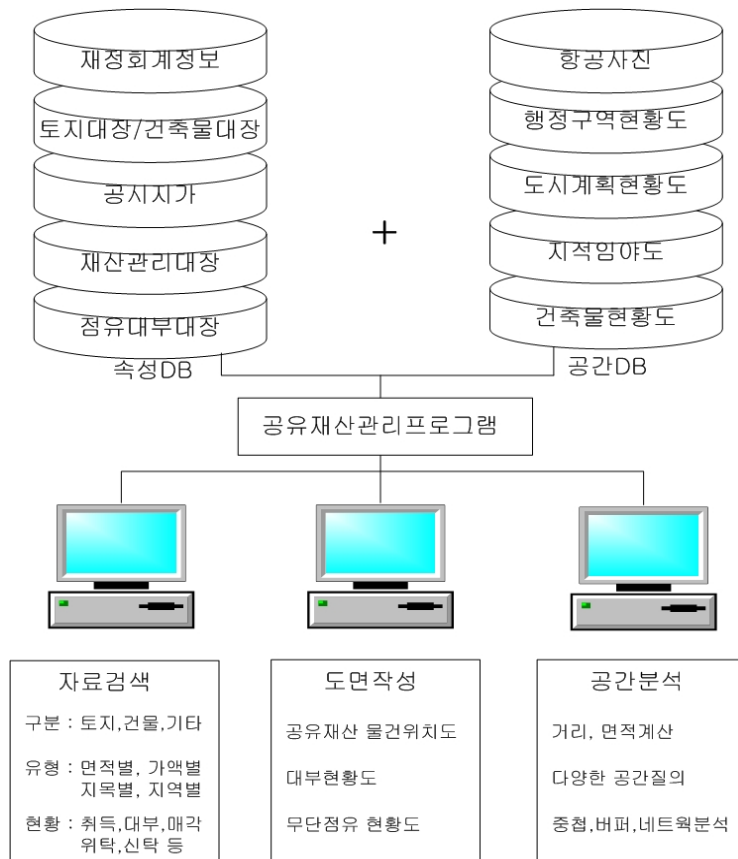 재정회계정보
토지대장/건축물대장
공시지가
재산관리대장
점유대부대장
속성DB
+
항공사진
행정구역현황도
도시계획현황도
지적임야도
건축물현황도
공간DB
공유재산관리프로그램
자료검색
구분 : 토지,건물,기타
유형 : 면적별, 가액별
지목별, 지역별
현황 : 취득,대부,매각
위탁,신탁 등
도면작성
공유재산 물건위치도
대부현황도
무단점유 현황도
공간분석
거리, 면적계산
다양한 공간질의
중첩,버퍼,네트웍분석